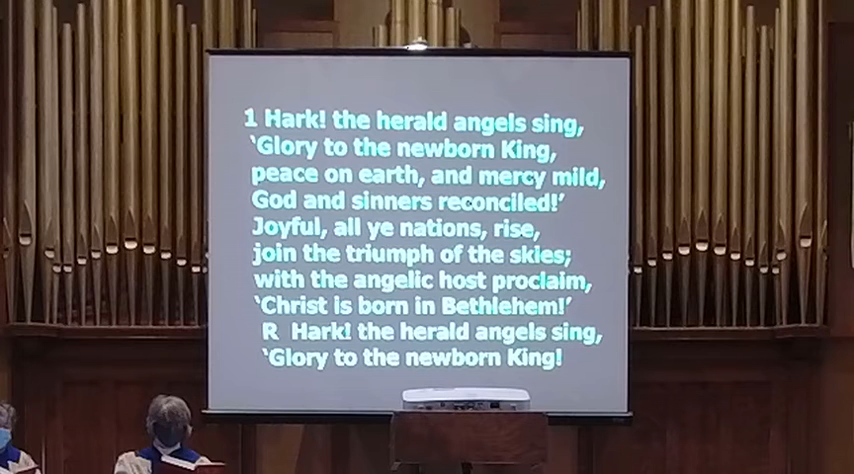 1 Hark! the herald angels sing,
‘Glory to the newborn King,
peace on earth, and mercy mild,
God and sinners reconciled!’
Joyful, all ye nations, rise,
join the triumph of the skies;
with the angelic host proclaim,
‘Christ is born in Bethlehem!’
R Hark! the herald angels sing,
‘Glory to the newborn King!